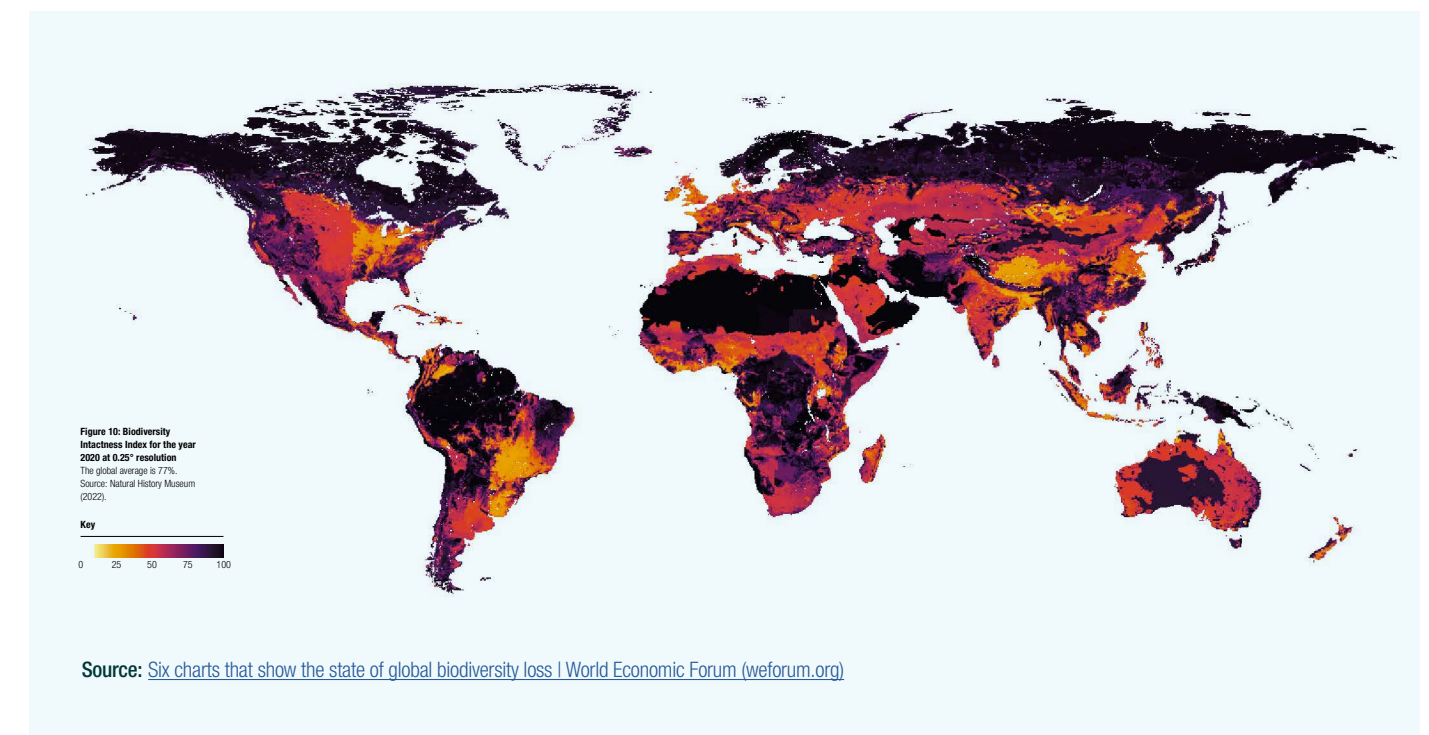 Figure 10: Biodiversity
Intactness Index for the year
2020 at 0.25° resolution
The global average is 77%.
Source: Natural History Museum
(2022).
Key
0 25 50 75 100
Source: Six charts that show the state of global biodiversity loss | World Economic Forum (weforum.org)